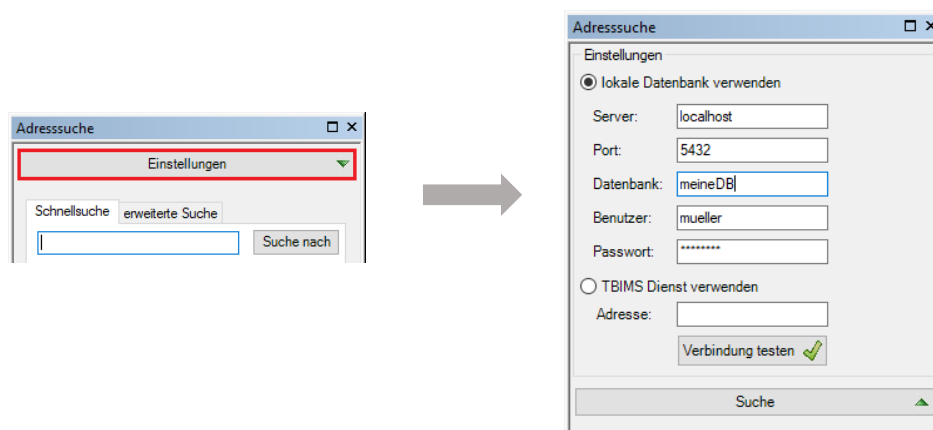 Adresssuche
Einstellungen
Schnellsuche erweiterte Suche
Suche nach
Adresssuche
Einstellungen
lokale Datenbank verwenden
Server: localhost
Port: 5432
Datenbank: meineDB
Benutzer: mueller
Passwort: ********
TBIMS Dienst verwenden
Adresse:
Verbindung testen
Suche